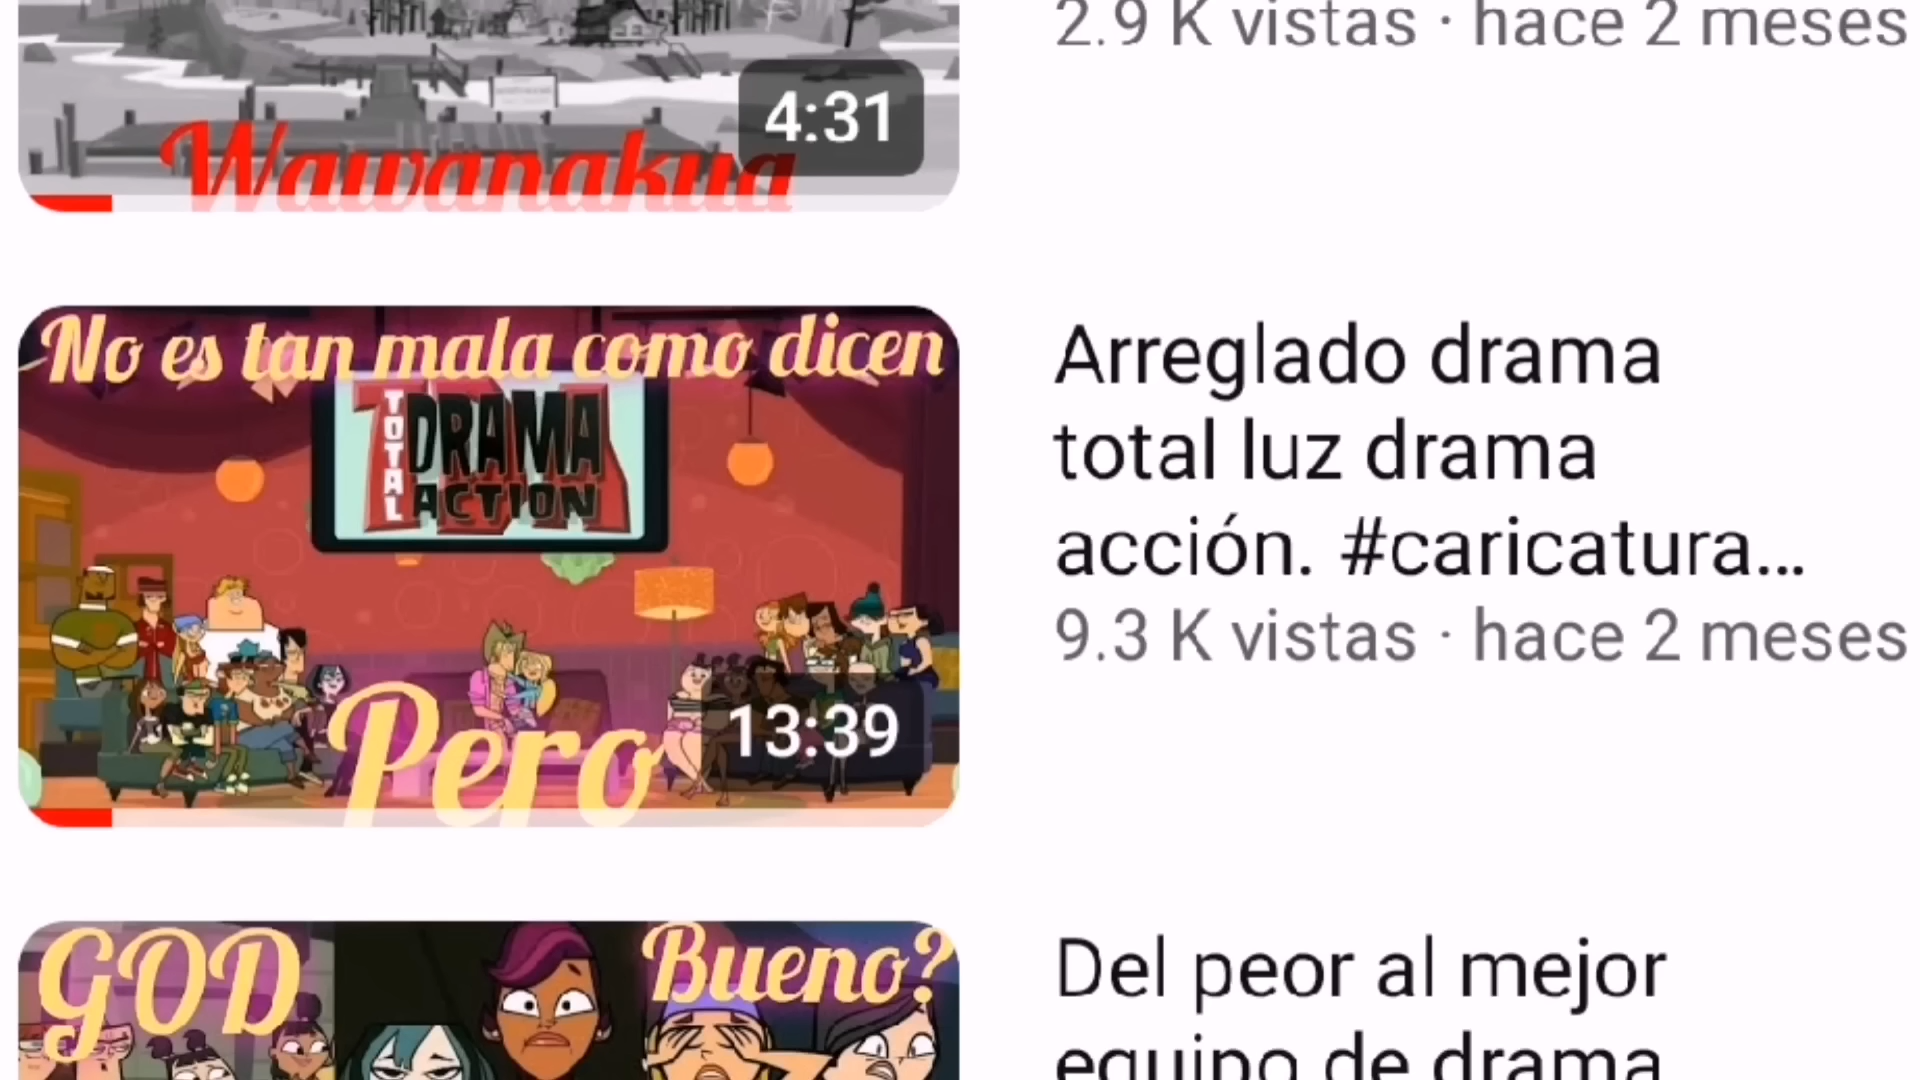 2.9 K vistas · hace 2 meses
4:31
Wawanakua
No es tan mala como dicen
TOTAL
DRAMA
ACTION
Pero
13:39
Arreglado drama
total luz drama
acción. #caricatura...
9.3 K vistas · hace 2 meses
GOD
Bueno?
Del peor al mejor
equipo de drama